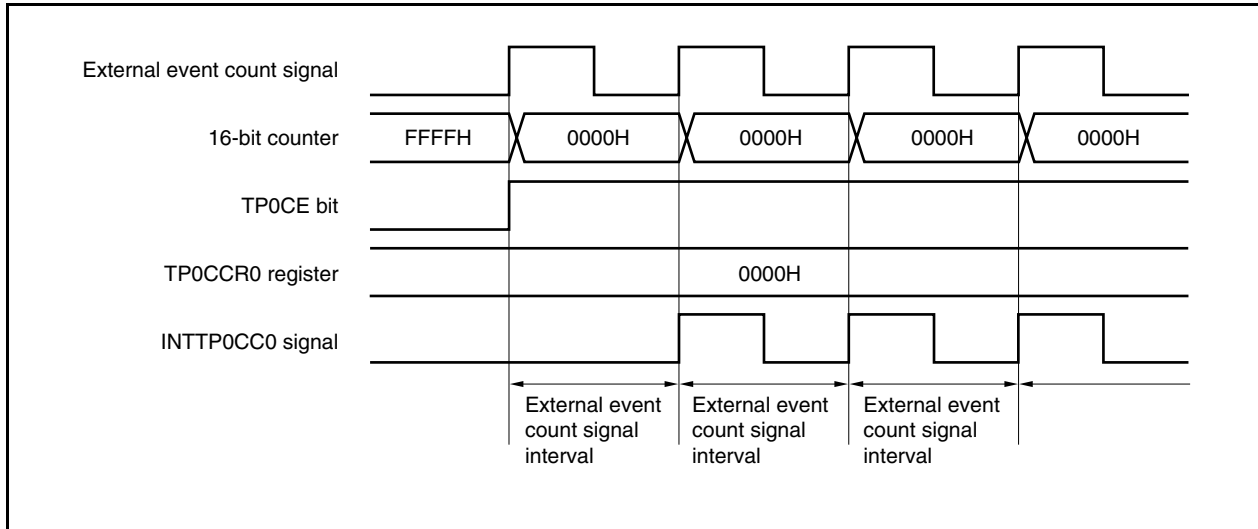 External event count signal
16-bit counter
FFFFH
0000H
0000H
0000H
0000H
TP0CE bit
TP0CCR0 register
0000H
INTTP0CC0 signal
External event
count signal
interval
External event
count signal
interval
External event
count signal
interval